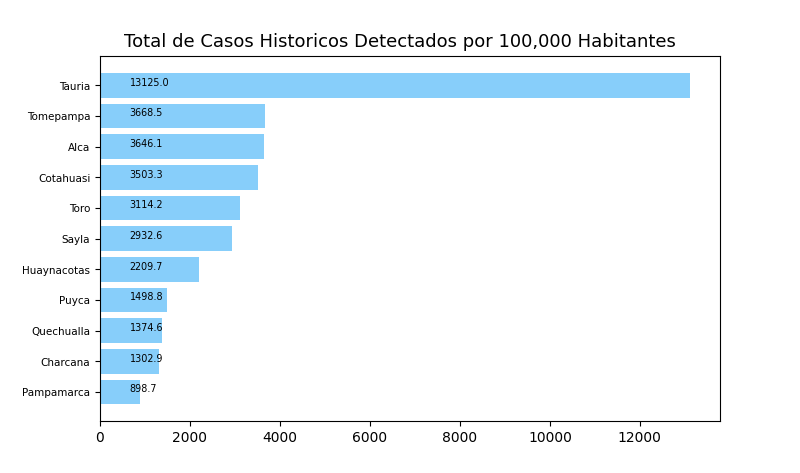 Total de Casos Historicos Detectados por 100,000 Habitantes
Tauria 13125.0
Tomepampa 3668.5
Alca 3646.1
Cotahuasi 3503.3
Toro 3114.2
Sayla 2932.6
Huaynacotas 2209.7
Puyca 1498.8
Quechualla 1374.6
Charcana 1302.9
Pampamarca 898.7
0 2000 4000 6000 8000 10000 12000